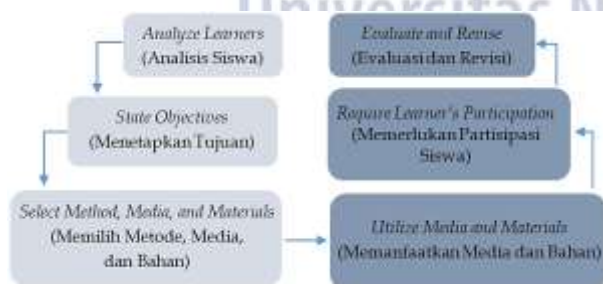 Universitas N
Analyze Learners
(Analisis Siswa)
State Objectives
(Menetapkan Tujuan)
Select Method, Media, and Materials
(Memilih Metode, Media,
dan Bahan)
Utilize Media and Materials
(Memanfaatkan Media dan Bahan)
Require Learner's Participation
(Memerlukan Partisipasi
Siswa)
Evaluate and Revise
(Evaluasi dan Revisi)